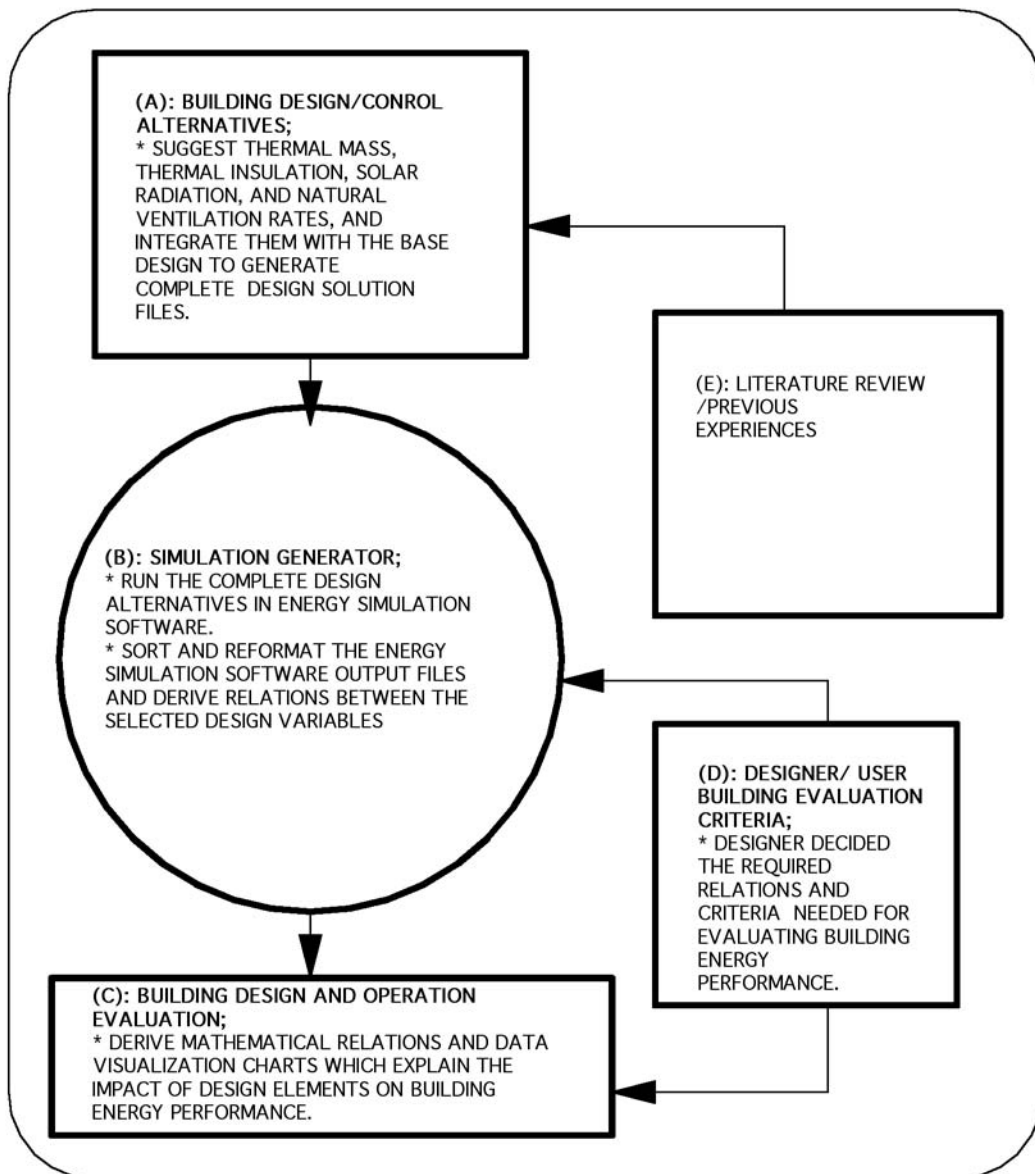 (A): BUILDING DESIGN/CONROL
ALTERNATIVES;
* SUGGEST THERMAL MASS,
THERMAL INSULATION, SOLAR
RADIATION, AND NATURAL
VENTILATION RATES, AND
INTEGRATE THEM WITH THE BASE
DESIGN TO GENERATE
COMPLETE DESIGN SOLUTION
FILES.
(E): LITERATURE REVIEW
/PREVIOUS
EXPERIENCES
(B): SIMULATION GENERATOR;
* RUN THE COMPLETE DESIGN
ALTERNATIVES IN ENERGY SIMULATION
SOFTWARE.
* SORT AND REFORMAT THE ENERGY
SIMULATION SOFTWARE OUTPUT FILES
AND DERIVE RELATIONS BETWEEN THE
SELECTED DESIGN VARIABLES
(D): DESIGNER/ USER
BUILDING EVALUATION
CRITERIA;
* DESIGNER DECIDED
THE REQUIRED
RELATIONS AND
CRITERIA NEEDED FOR
EVALUATING BUILDING
ENERGY
PERFORMANCE.
(C): BUILDING DESIGN AND OPERATION
EVALUATION;
* DERIVE MATHEMATICAL RELATIONS AND DATA
VISUALIZATION CHARTS WHICH EXPLAIN THE
IMPACT OF DESIGN ELEMENTS ON BUILDING
ENERGY PERFORMANCE.